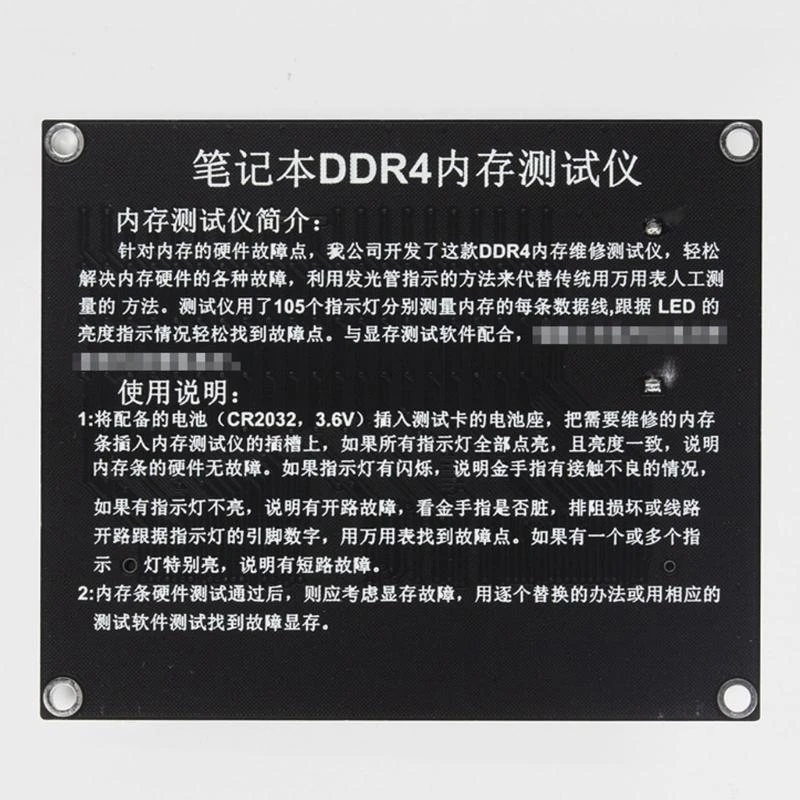 笔记本DDR4内存测试仪
内存测试仪简介：
针对内存的硬件故障点，我公司开发了这款DDR4内存维修测试仪，轻松
解决内存硬件的各种故障，利用发光管指示的方法来代替传统用万用表人工测
量的 方法。测试仪用了105个指示灯分别测量内存的每条数据线,跟据 LED 的
亮度指示情况轻松找到故障点。与显存测试软件配合，
使用说明：
1:将配备的电池（CR2032，3.6V）插入测试卡的电池座，把需要维修的内存
条插入内存测试仪的插槽上，如果所有指示灯全部点亮，且亮度一致，说明
内存条的硬件无故障。如果指示灯有闪烁，说明金手指有接触不良的情况，
如果有指示灯不亮，说明有开路故障，看金手指是否脏，排阻损坏或线路
开路跟据指示灯的引脚数字，用万用表找到故障点。如果有一个或多个指
示 灯特别亮，说明有短路故障。
2:内存条硬件测试通过后，则应考虑显存故障，用逐个替换的办法或用相应的
测试软件测试找到故障显存。